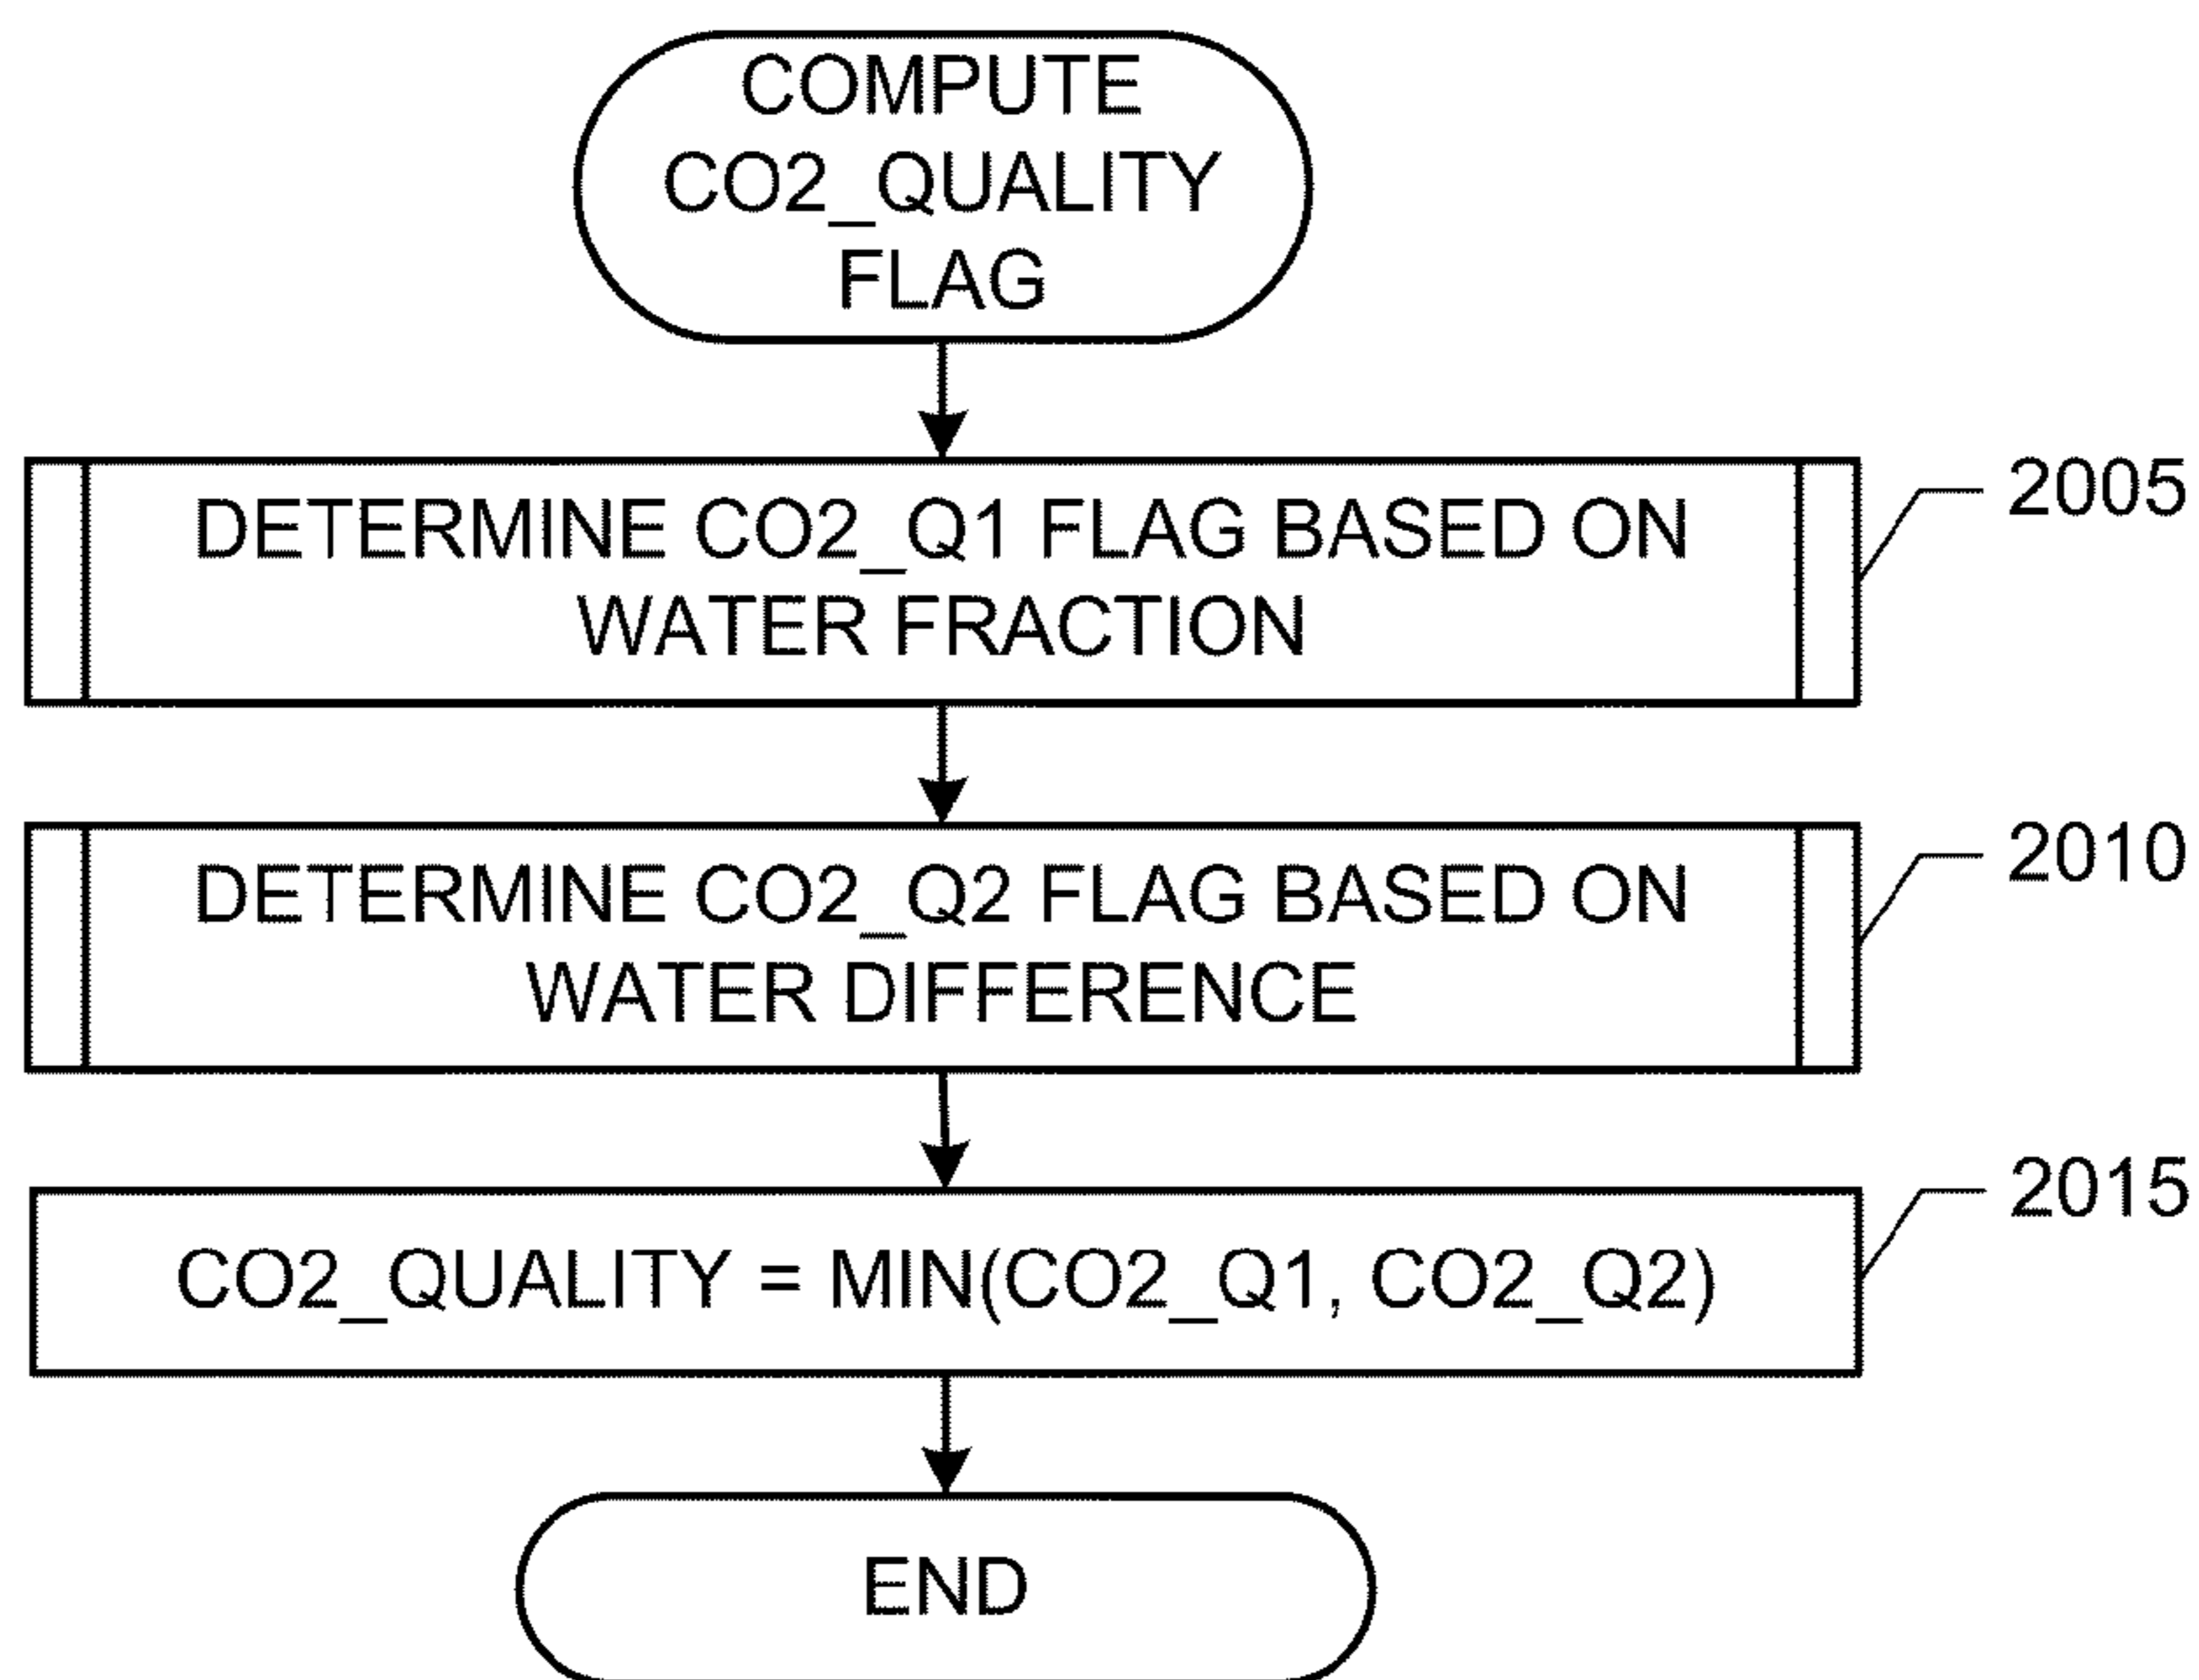 COMPUTE
CO2_QUALITY
FLAG
DETERMINE CO2_Q1 FLAG BASED ON
WATER FRACTION
2005
DETERMINE CO2_Q2 FLAG BASED ON
WATER DIFFERENCE
2010
CO2_QUALITY = MIN(CO2_Q1, CO2_Q2)
2015
END